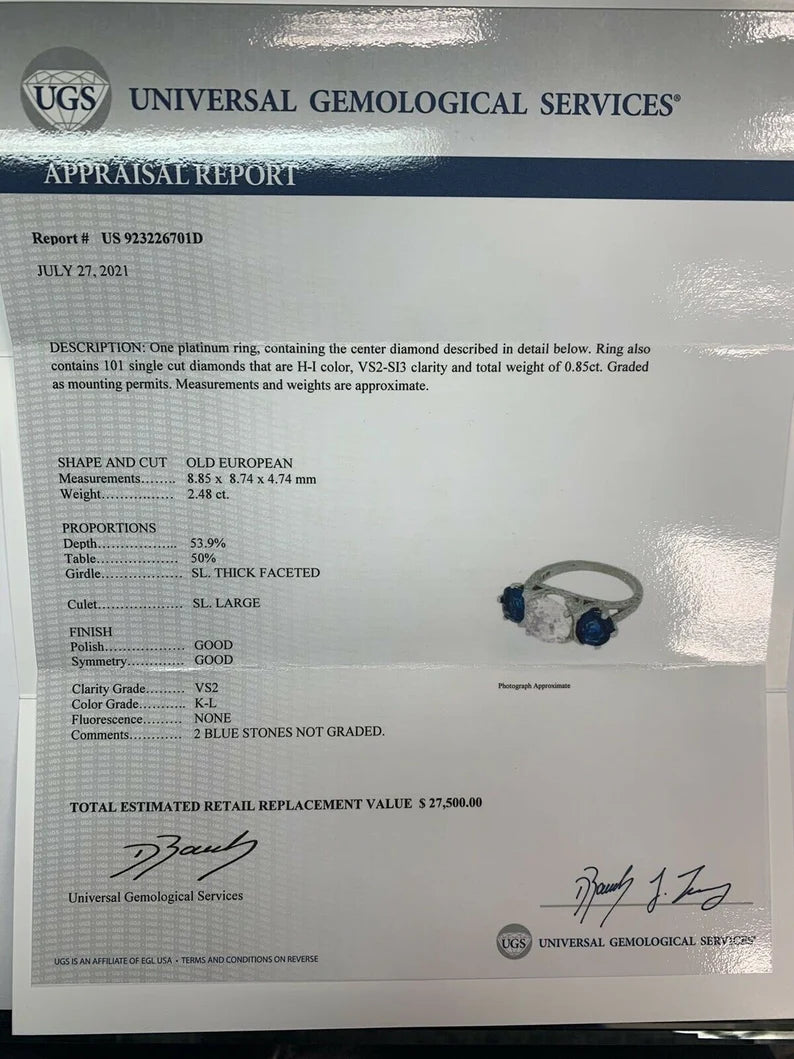 UGS UNIVERSAL GEMOLOGICAL SERVICES®
APPRAISAL REPORT
Report # US 923226701D
JULY 27, 2021
DESCRIPTION: One platinum ring, containing the center diamond described in detail below. Ring also
contains 101 single cut diamonds that are H-I color, VS2-SI3 clarity and total weight of 0.85ct. Graded
as mounting permits. Measurements and weights are approximate.
SHAPE AND CUT OLD EUROPEAN
Measurements........ 8.85 x 8.74 x 4.74 mm
Weight................ 2.48 ct.
PROPORTIONS
Depth.................. 53.9%
Table................... 50%
Girdle.................. SL. THICK FACETED
Culet................... SL. LARGE
FINISH
Polish.................. GOOD
Symmetry............. GOOD
Clarity Grade......... VS2
Color Grade........... K-L
Fluorescence......... NONE
Comments............ 2 BLUE STONES NOT GRADED.
Photograph Approximate
TOTAL ESTIMATED RETAIL REPLACEMENT VALUE $ 27,500.00
Universal Gemological Services
UGS UNIVERSAL GEMOLOGICAL SERVICES
UGS IS AN AFFILIATE OF EGL USA • TERMS AND CONDITIONS ON REVERSE